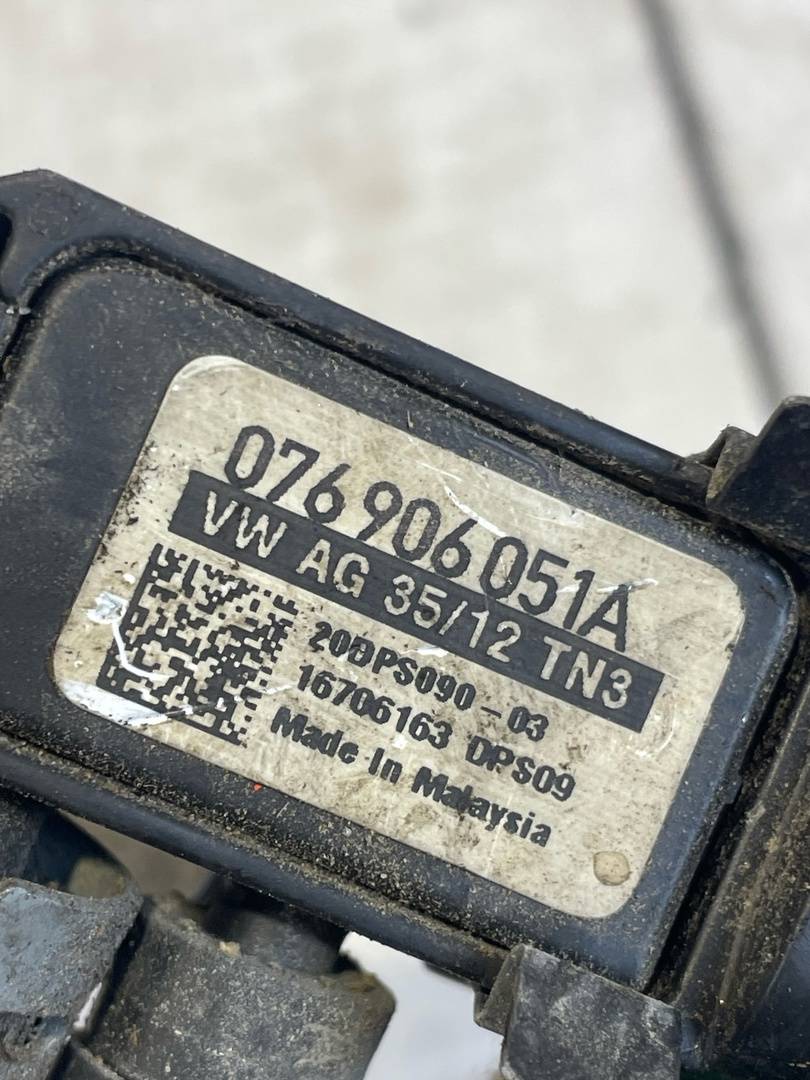 076 906 051A
VW AG 35/12 TN3
20DPS090-03
16706163 DPS09
Made In Malaysia